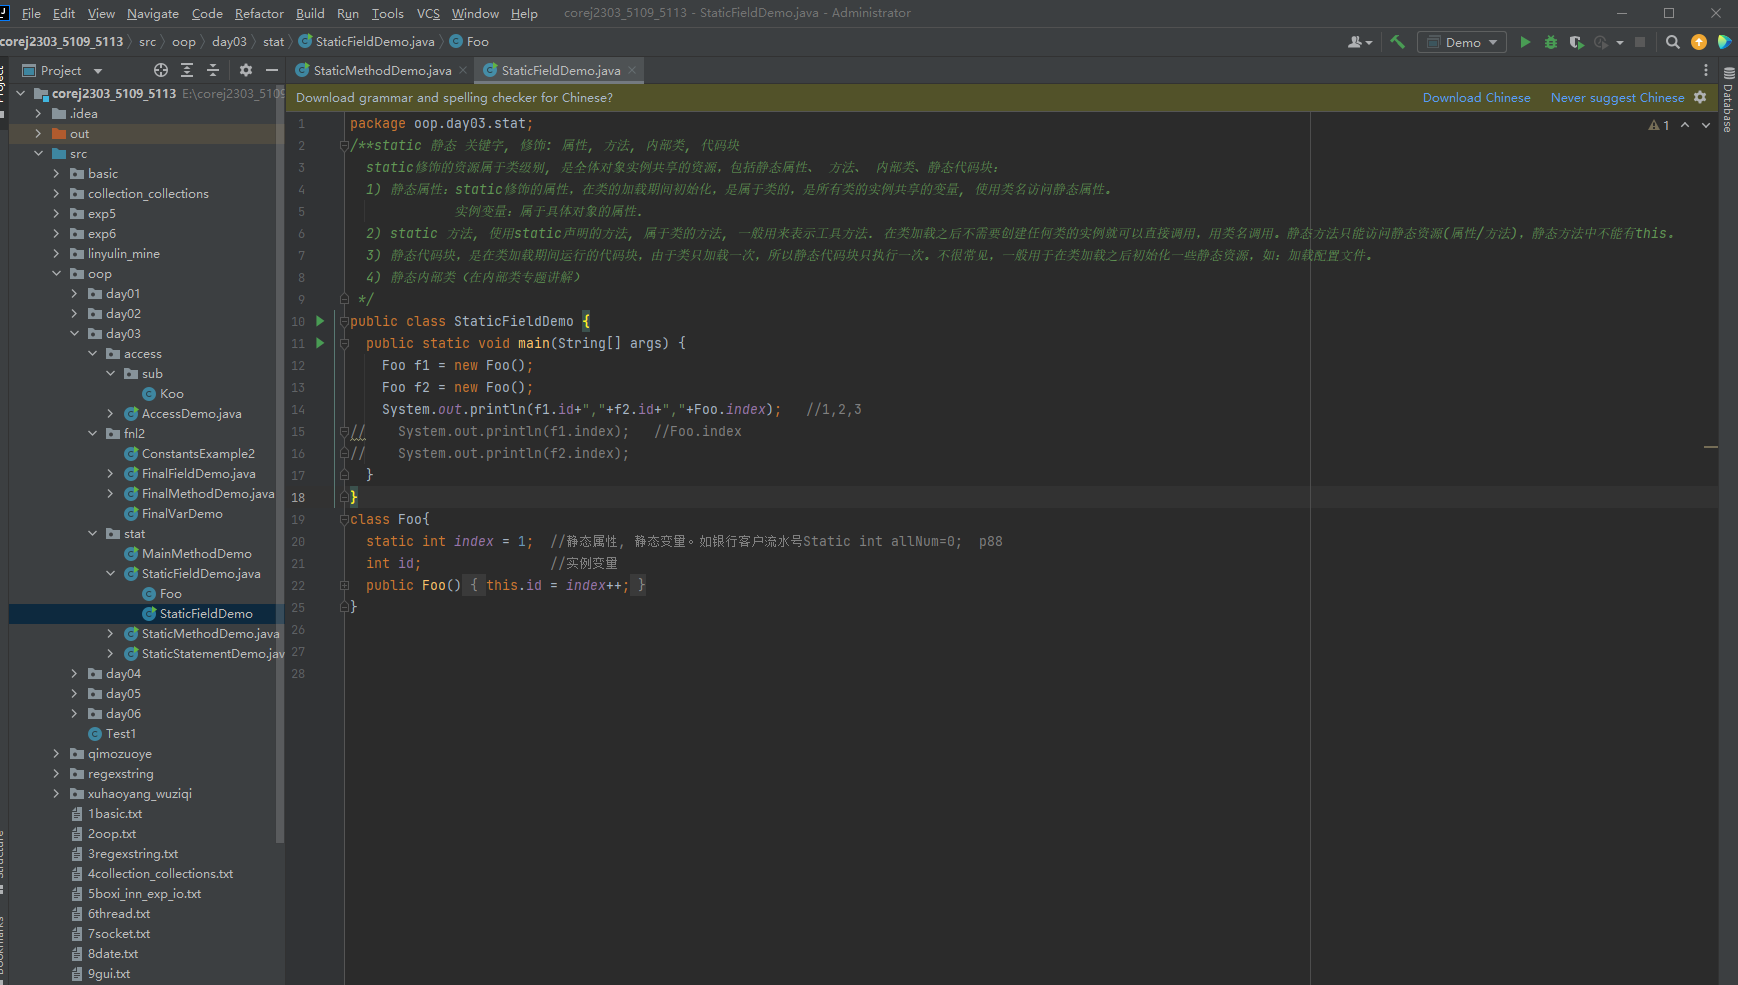 File Edit View Navigate Code Refactor Build Run Tools VCS Window Help corej2303_5109_5113 - StaticFieldDemo.java - Administrator
corej2303_5109_5113 src oop day03 stat StaticFieldDemo.java Foo
Demo
Project
StaticMethodDemo.java
StaticFieldDemo.java
Download grammar and spelling checker for Chinese? Download Chinese Never suggest Chinese
Database
1
corej2303_5109_5113 E:\corej2303_5109
.idea
out
src
basic
collection_collections
exp5
exp6
linyulin_mine
oop
day01
day02
day03
access
sub
Koo
AccessDemo.java
fnl2
ConstantsExample2
FinalFieldDemo.java
FinalMethodDemo.java
FinalVarDemo
stat
MainMethodDemo
StaticFieldDemo.java
Foo
StaticFieldDemo
StaticMethodDemo.java
StaticStatementDemo.jav
day04
day05
day06
Test1
qimozuoye
regexstring
xuhaoyang_wuziqi
1basic.txt
2oop.txt
3regexstring.txt
4collection_collections.txt
5boxi_inn_exp_io.txt
6thread.txt
7socket.txt
8date.txt
9gui.txt
1 package oop.day03.stat;
2 /**static 静态 关键字, 修饰: 属性, 方法, 内部类, 代码块
3 static修饰的资源属于类级别, 是全体对象实例共享的资源，包括静态属性、 方法、 内部类、静态代码块：
4 1) 静态属性：static修饰的属性，在类的加载期间初始化，是属于类的，是所有类的实例共享的变量, 使用类名访问静态属性。
5 实例变量：属于具体对象的属性.
6 2) static 方法, 使用static声明的方法, 属于类的方法, 一般用来表示工具方法. 在类加载之后不需要创建任何类的实例就可以直接调用，用类名调用。静态方法只能访问静态资源(属性/方法)，静态方法中不能有this.
7 3) 静态代码块，是在类加载期间运行的代码块，由于类只加载一次，所以静态代码块只执行一次。不很常见，一般用于在类加载之后初始化一些静态资源，如：加载配置文件。
8 4) 静态内部类（在内部类专题讲解）
9 */
10 public class StaticFieldDemo {
11 public static void main(String[] args) {
12 Foo f1 = new Foo();
13 Foo f2 = new Foo();
14 System.out.println(f1.id+","+f2.id+","+Foo.index); //1,2,3
15 // System.out.println(f1.index); //Foo.index
16 // System.out.println(f2.index);
17 }
18 }
19 class Foo{
20 static int index = 1; //静态属性, 静态变量。如银行客户流水号Static int allNum=0; p88
21 int id; //实例变量
22 public Foo() { this.id = index++; }
25 }
26
27
28